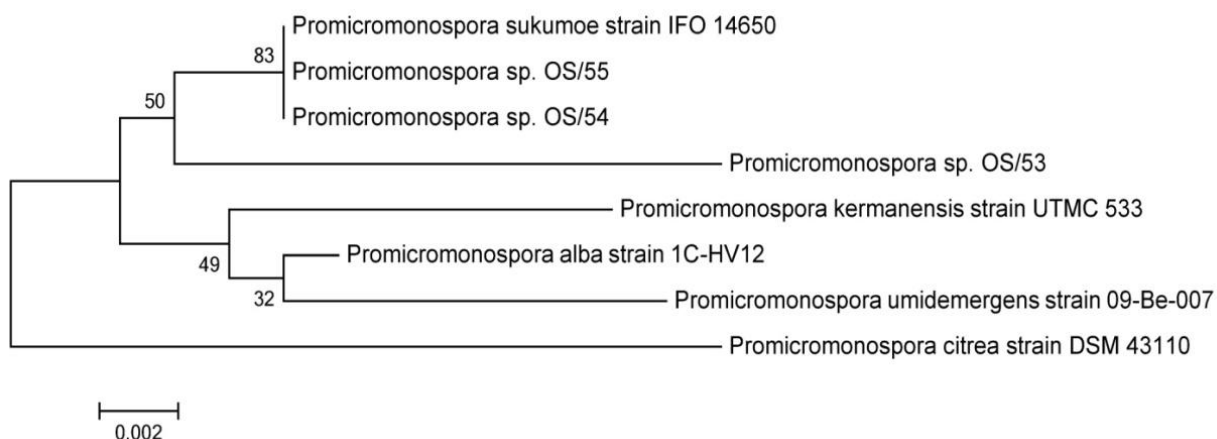 Promicromonospora sukumoe strain IFO 14650
83
Promicromonospora sp. OS/55
50
Promicromonospora sp. OS/54
Promicromonospora sp. OS/53
Promicromonospora kermanensis strain UTMC 533
Promicromonospora alba strain 1C-HV12
49
32
Promicromonospora umidemergens strain 09-Be-007
Promicromonospora citrea strain DSM 43110
0.002